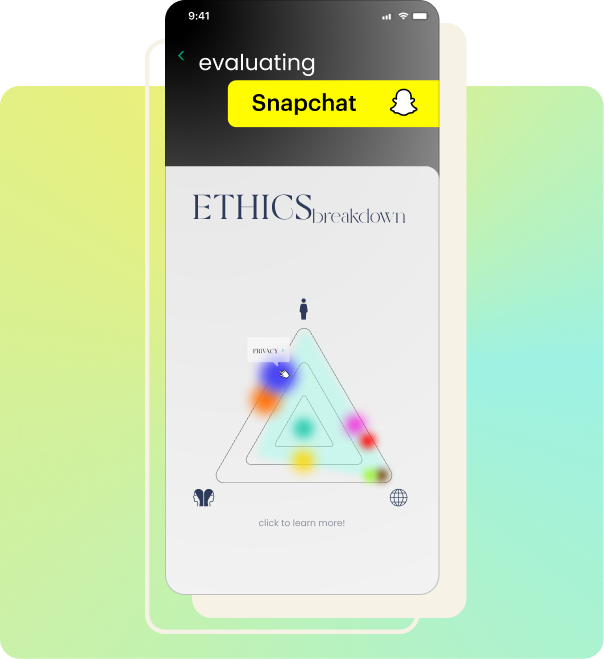 9:41
evaluating
Snapchat
ETHICS breakdown
PRIVACY
click to learn more!